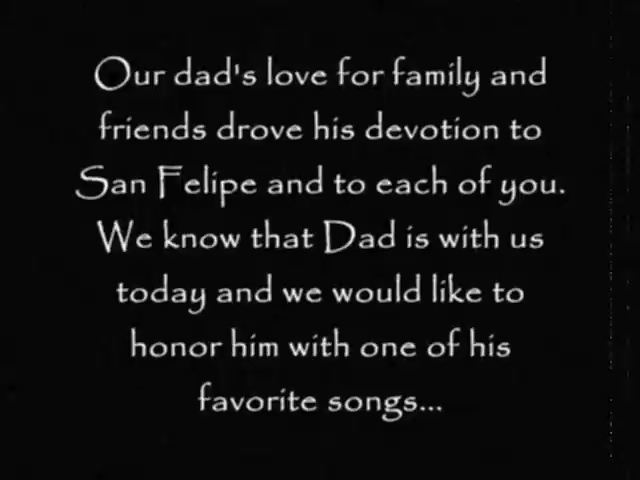 Our dad's love for family and
friends drove his devotion to
San Felipe and to each of you.
We know that Dad is with us
today and we would like to
honor him with one of his
favorite songs...